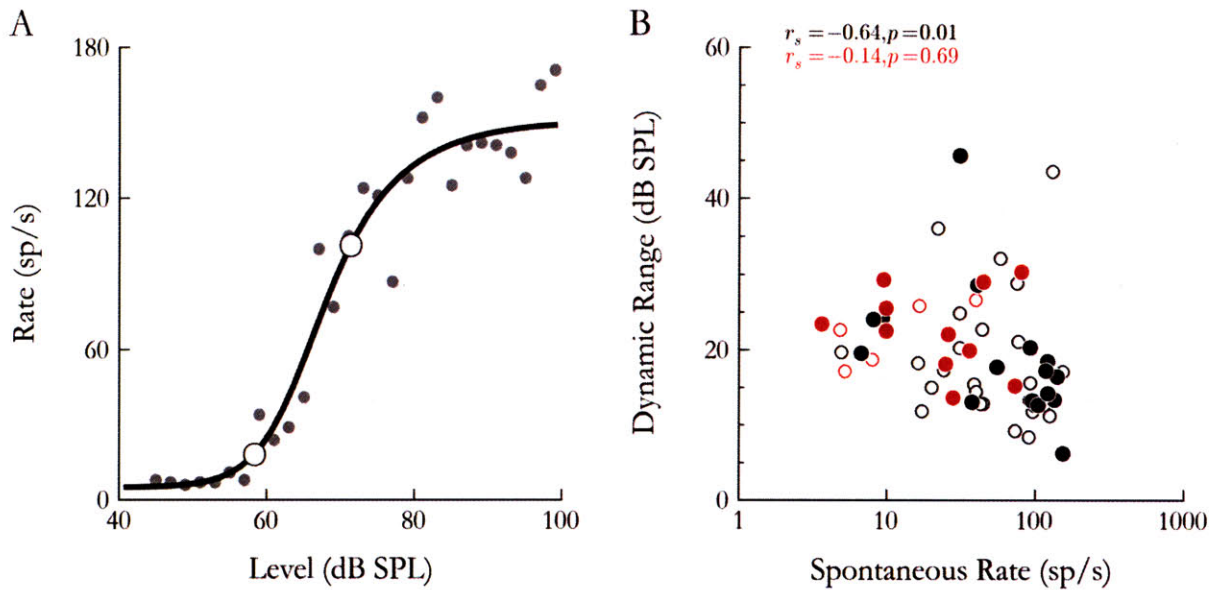 A
B
r_s = −0.64, p = 0.01
r_s = −0.14, p = 0.69
180
120
60
0
40
60
80
100
Rate (sp/s)
Level (dB SPL)
60
40
20
0
1
10
100
1000
Dynamic Range (dB SPL)
Spontaneous Rate (sp/s)